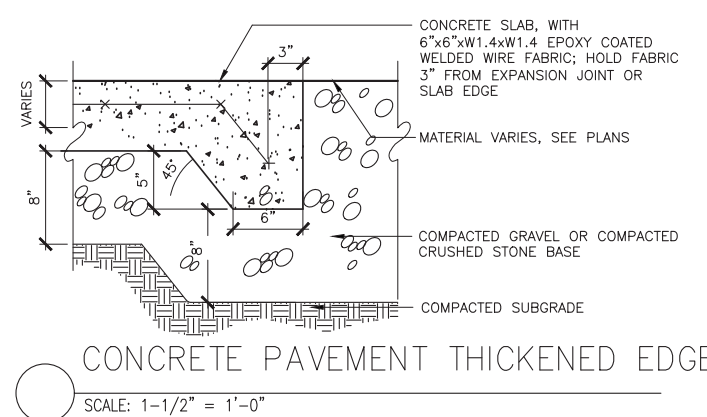 CONCRETE SLAB, WITH
6"x6"xW1.4xW1.4 EPOXY COATED
WELDED WIRE FABRIC; HOLD FABRIC
3" FROM EXPANSION JOINT OR
SLAB EDGE
3"
VARIES
MATERIAL VARIES, SEE PLANS
8"
5"
45°
6"
8"
COMPACTED GRAVEL OR COMPACTED
CRUSHED STONE BASE
COMPACTED SUBGRADE
CONCRETE PAVEMENT THICKENED EDGE
SCALE: 1-1/2" = 1'-0"